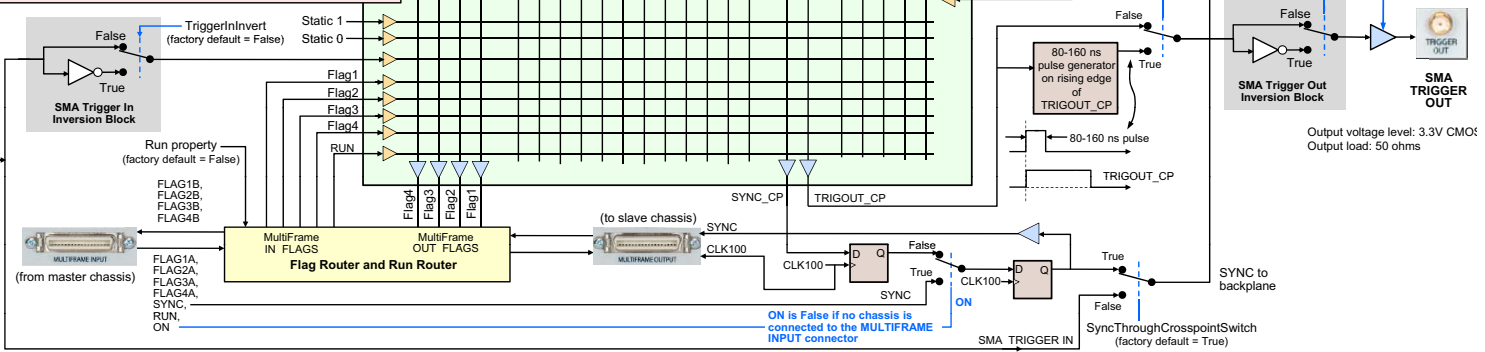 TriggerInInvert
(factory default = False)
False
True
SMA Trigger In
Inversion Block
Static 1
Static 0
Flag1
Flag2
Flag3
Flag4
RUN
Run property
(factory default = False)
FLAG1B,
FLAG2B,
FLAG3B,
FLAG4B
MULTIFRAME INPUT
(from master chassis)
FLAG1A,
FLAG2A,
FLAG3A,
FLAG4A,
SYNC,
RUN,
ON
MultiFrame
IN FLAGS
MultiFrame
OUT FLAGS
Flag Router and Run Router
Flag4
Flag3
Flag2
Flag1
(to slave chassis)
MULTIFRAME OUTPUT
SYNC
CLK100
SYNC_CP
TRIGOUT_CP
D
Q
CLK100
False
True
SYNC
ON
ON is False if no chassis is
connected to the MULTIFRAME
INPUT connector
D
Q
CLK100
True
False
SMA TRIGGER IN
SyncThroughCrosspointSwitch
(factory default = True)
SYNC to
backplane
False
True
80-160 ns
pulse generator
on rising edge
of
TRIGOUT_CP
80-160 ns pulse
TRIGOUT_CP
False
True
SMA Trigger Out
Inversion Block
TRIGGER
OUT
SMA
TRIGGER
OUT
Output voltage level: 3.3V CMOS
Output load: 50 ohms